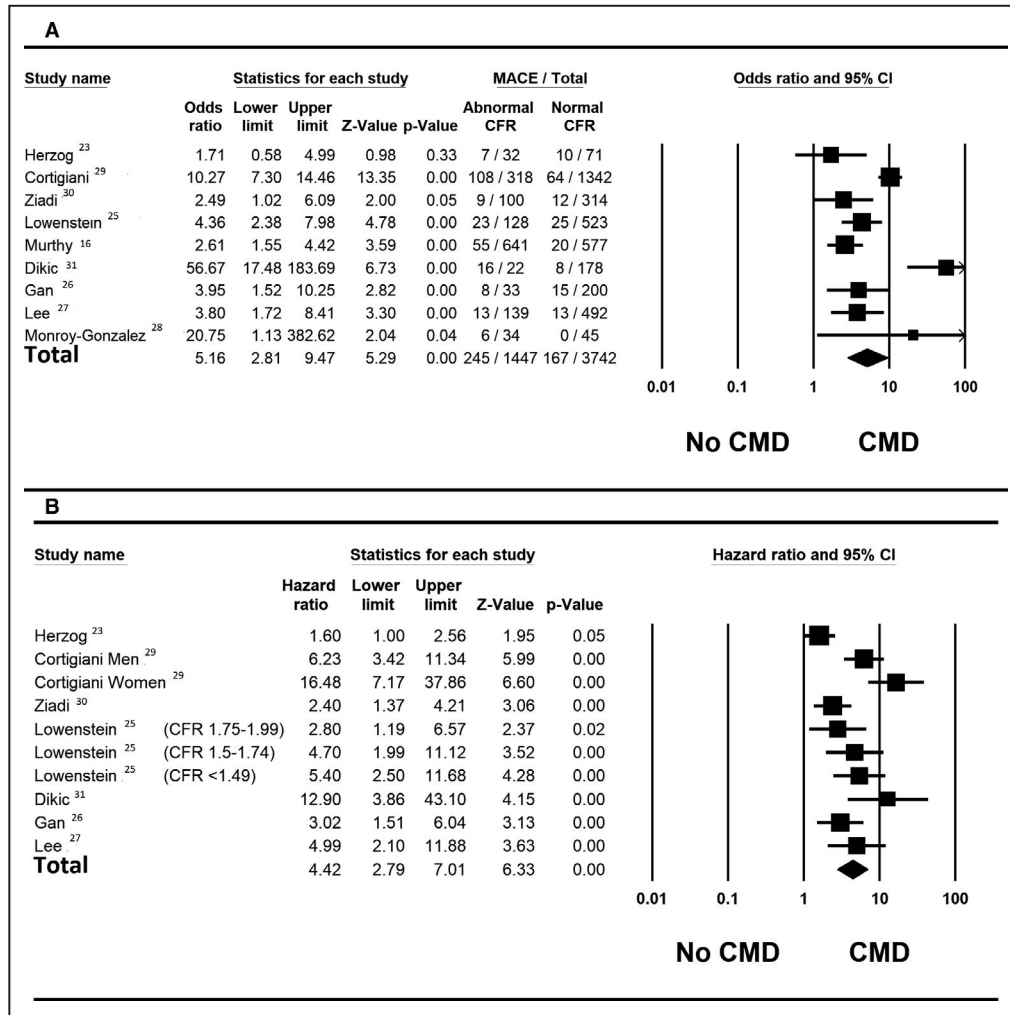 A
Study name Statistics for each study MACE / Total Odds ratio and 95% CI
Odds Lower Upper Abnormal Normal
ratio limit limit Z-Value p-Value CFR CFR
Herzog 23 1.71 0.58 4.99 0.98 0.33 7 / 32 10 / 71
Cortigiani 29 10.27 7.30 14.46 13.35 0.00 108 / 318 64 / 1342
Ziadi 30 2.49 1.02 6.09 2.00 0.05 9 / 100 12 / 314
Lowenstein 25 4.36 2.38 7.98 4.78 0.00 23 / 128 25 / 523
Murthy 16 2.61 1.55 4.42 3.59 0.00 55 / 641 20 / 577
Dikic 31 56.67 17.48 183.69 6.73 0.00 16 / 22 8 / 178
Gan 26 3.95 1.52 10.25 2.82 0.00 8 / 33 15 / 200
Lee 27 3.80 1.72 8.41 3.30 0.00 13 / 139 13 / 492
Monroy-Gonzalez 28 20.75 1.13 382.62 2.04 0.04 6 / 34 0 / 45
Total 5.16 2.81 9.47 5.29 0.00 245 / 1447 167 / 3742
0.01 0.1 1 10 100
No CMD CMD
B
Study name Statistics for each study Hazard ratio and 95% CI
Hazard Lower Upper
ratio limit limit Z-Value p-Value
Herzog 23 1.60 1.00 2.56 1.95 0.05
Cortigiani Men 29 6.23 3.42 11.34 5.99 0.00
Cortigiani Women 29 16.48 7.17 37.86 6.60 0.00
Ziadi 30 2.40 1.37 4.21 3.06 0.00
Lowenstein 25 (CFR 1.75-1.99) 2.80 1.19 6.57 2.37 0.02
Lowenstein 25 (CFR 1.5-1.74) 4.70 1.99 11.12 3.52 0.00
Lowenstein 25 (CFR <1.49) 5.40 2.50 11.68 4.28 0.00
Dikic 31 12.90 3.86 43.10 4.15 0.00
Gan 26 3.02 1.51 6.04 3.13 0.00
Lee 27 4.99 2.10 11.88 3.63 0.00
Total 4.42 2.79 7.01 6.33 0.00
0.01 0.1 1 10 100
No CMD CMD